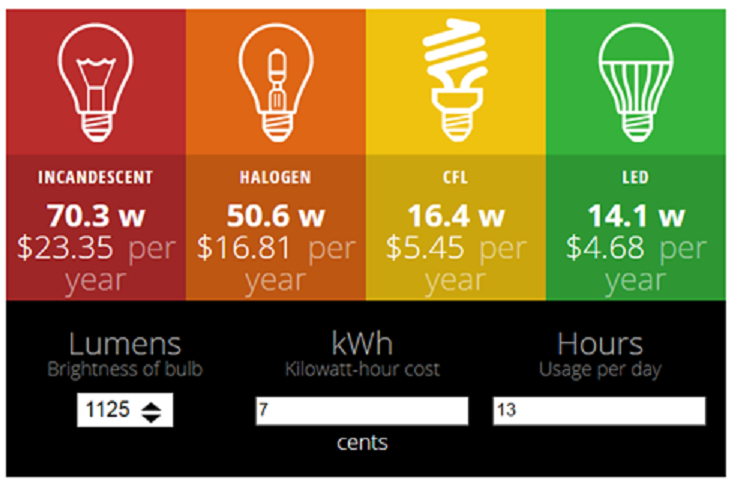 INCANDESCENT
70.3 w
$23.35 per
year
HALOGEN
50.6 w
$16.81 per
year
CFL
16.4 w
$5.45 per
year
LED
14.1 w
$4.68 per
year
Lumens
Brightness of bulb
1125
kWh
Kilowatt-hour cost
7
cents
Hours
Usage per day
13